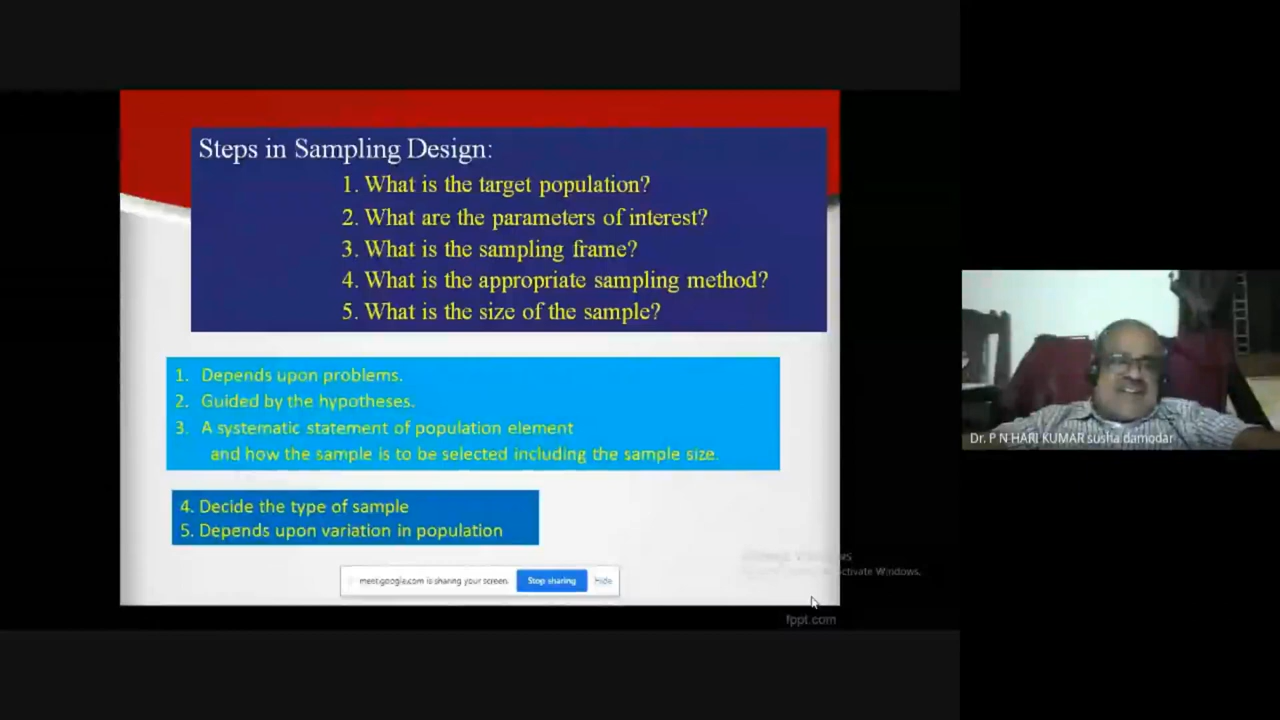 Steps in Sampling Design:
1. What is the target population?
2. What are the parameters of interest?
3. What is the sampling frame?
4. What is the appropriate sampling method?
5. What is the size of the sample?
1. Depends upon problems.
2. Guided by the hypotheses.
3. A systematic statement of population element
and how the sample is to be selected including the sample size.
4. Decide the type of sample
5. Depends upon variation in population
meet.google.com is sharing your screen.
Stop sharing
Hide
Activate Windows.
fppt.com
Dr. P N HARI KUMAR susha damodar